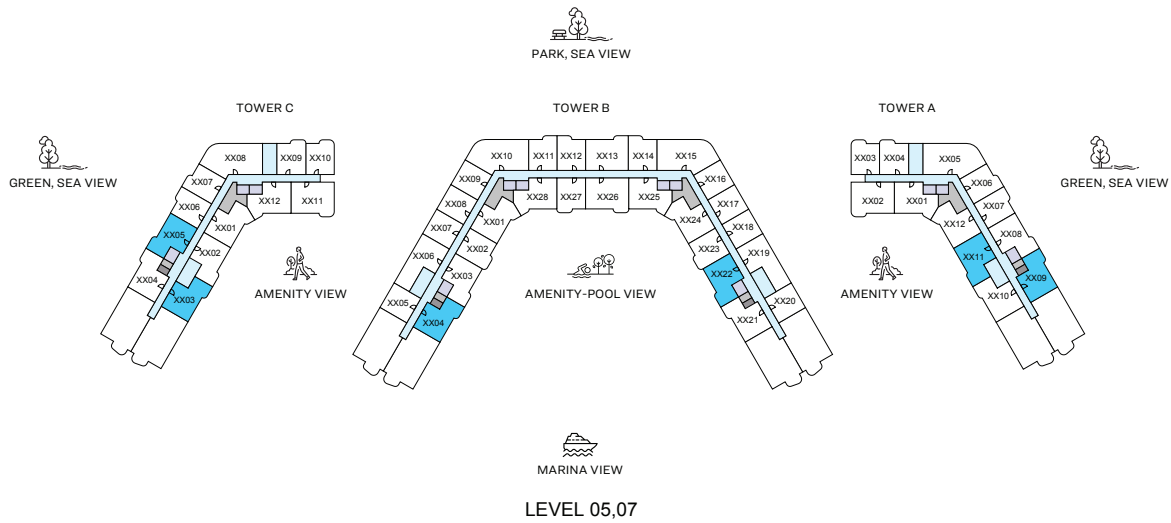 PARK, SEA VIEW
TOWER C
TOWER B
TOWER A
GREEN, SEA VIEW
GREEN, SEA VIEW
XX08
XX09
XX10
XX07
XX06
XX12
XX11
XX05
XX01
XX02
XX04
XX03
AMENITY VIEW
XX10
XX11
XX12
XX13
XX14
XX15
XX09
XX16
XX08
XX28
XX27
XX26
XX25
XX17
XX07
XX01
XX24
XX18
XX06
XX02
XX23
XX19
XX05
XX03
XX22
XX20
XX04
XX21
AMENITY-POOL VIEW
XX03
XX04
XX05
XX02
XX01
XX06
XX07
XX12
XX08
XX11
XX09
XX10
AMENITY VIEW
MARINA VIEW
LEVEL 05,07